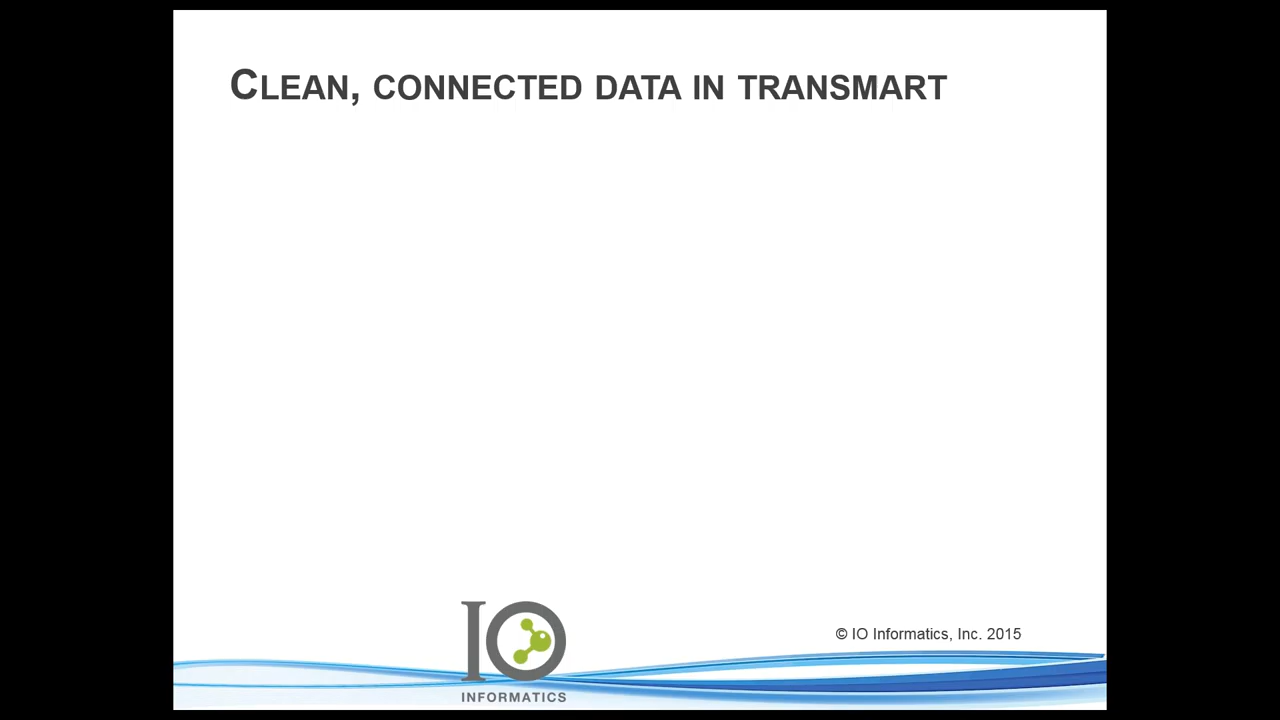 CLEAN, CONNECTED DATA IN TRANSMART
© IO Informatics, Inc. 2015
IO
INFORMATICS